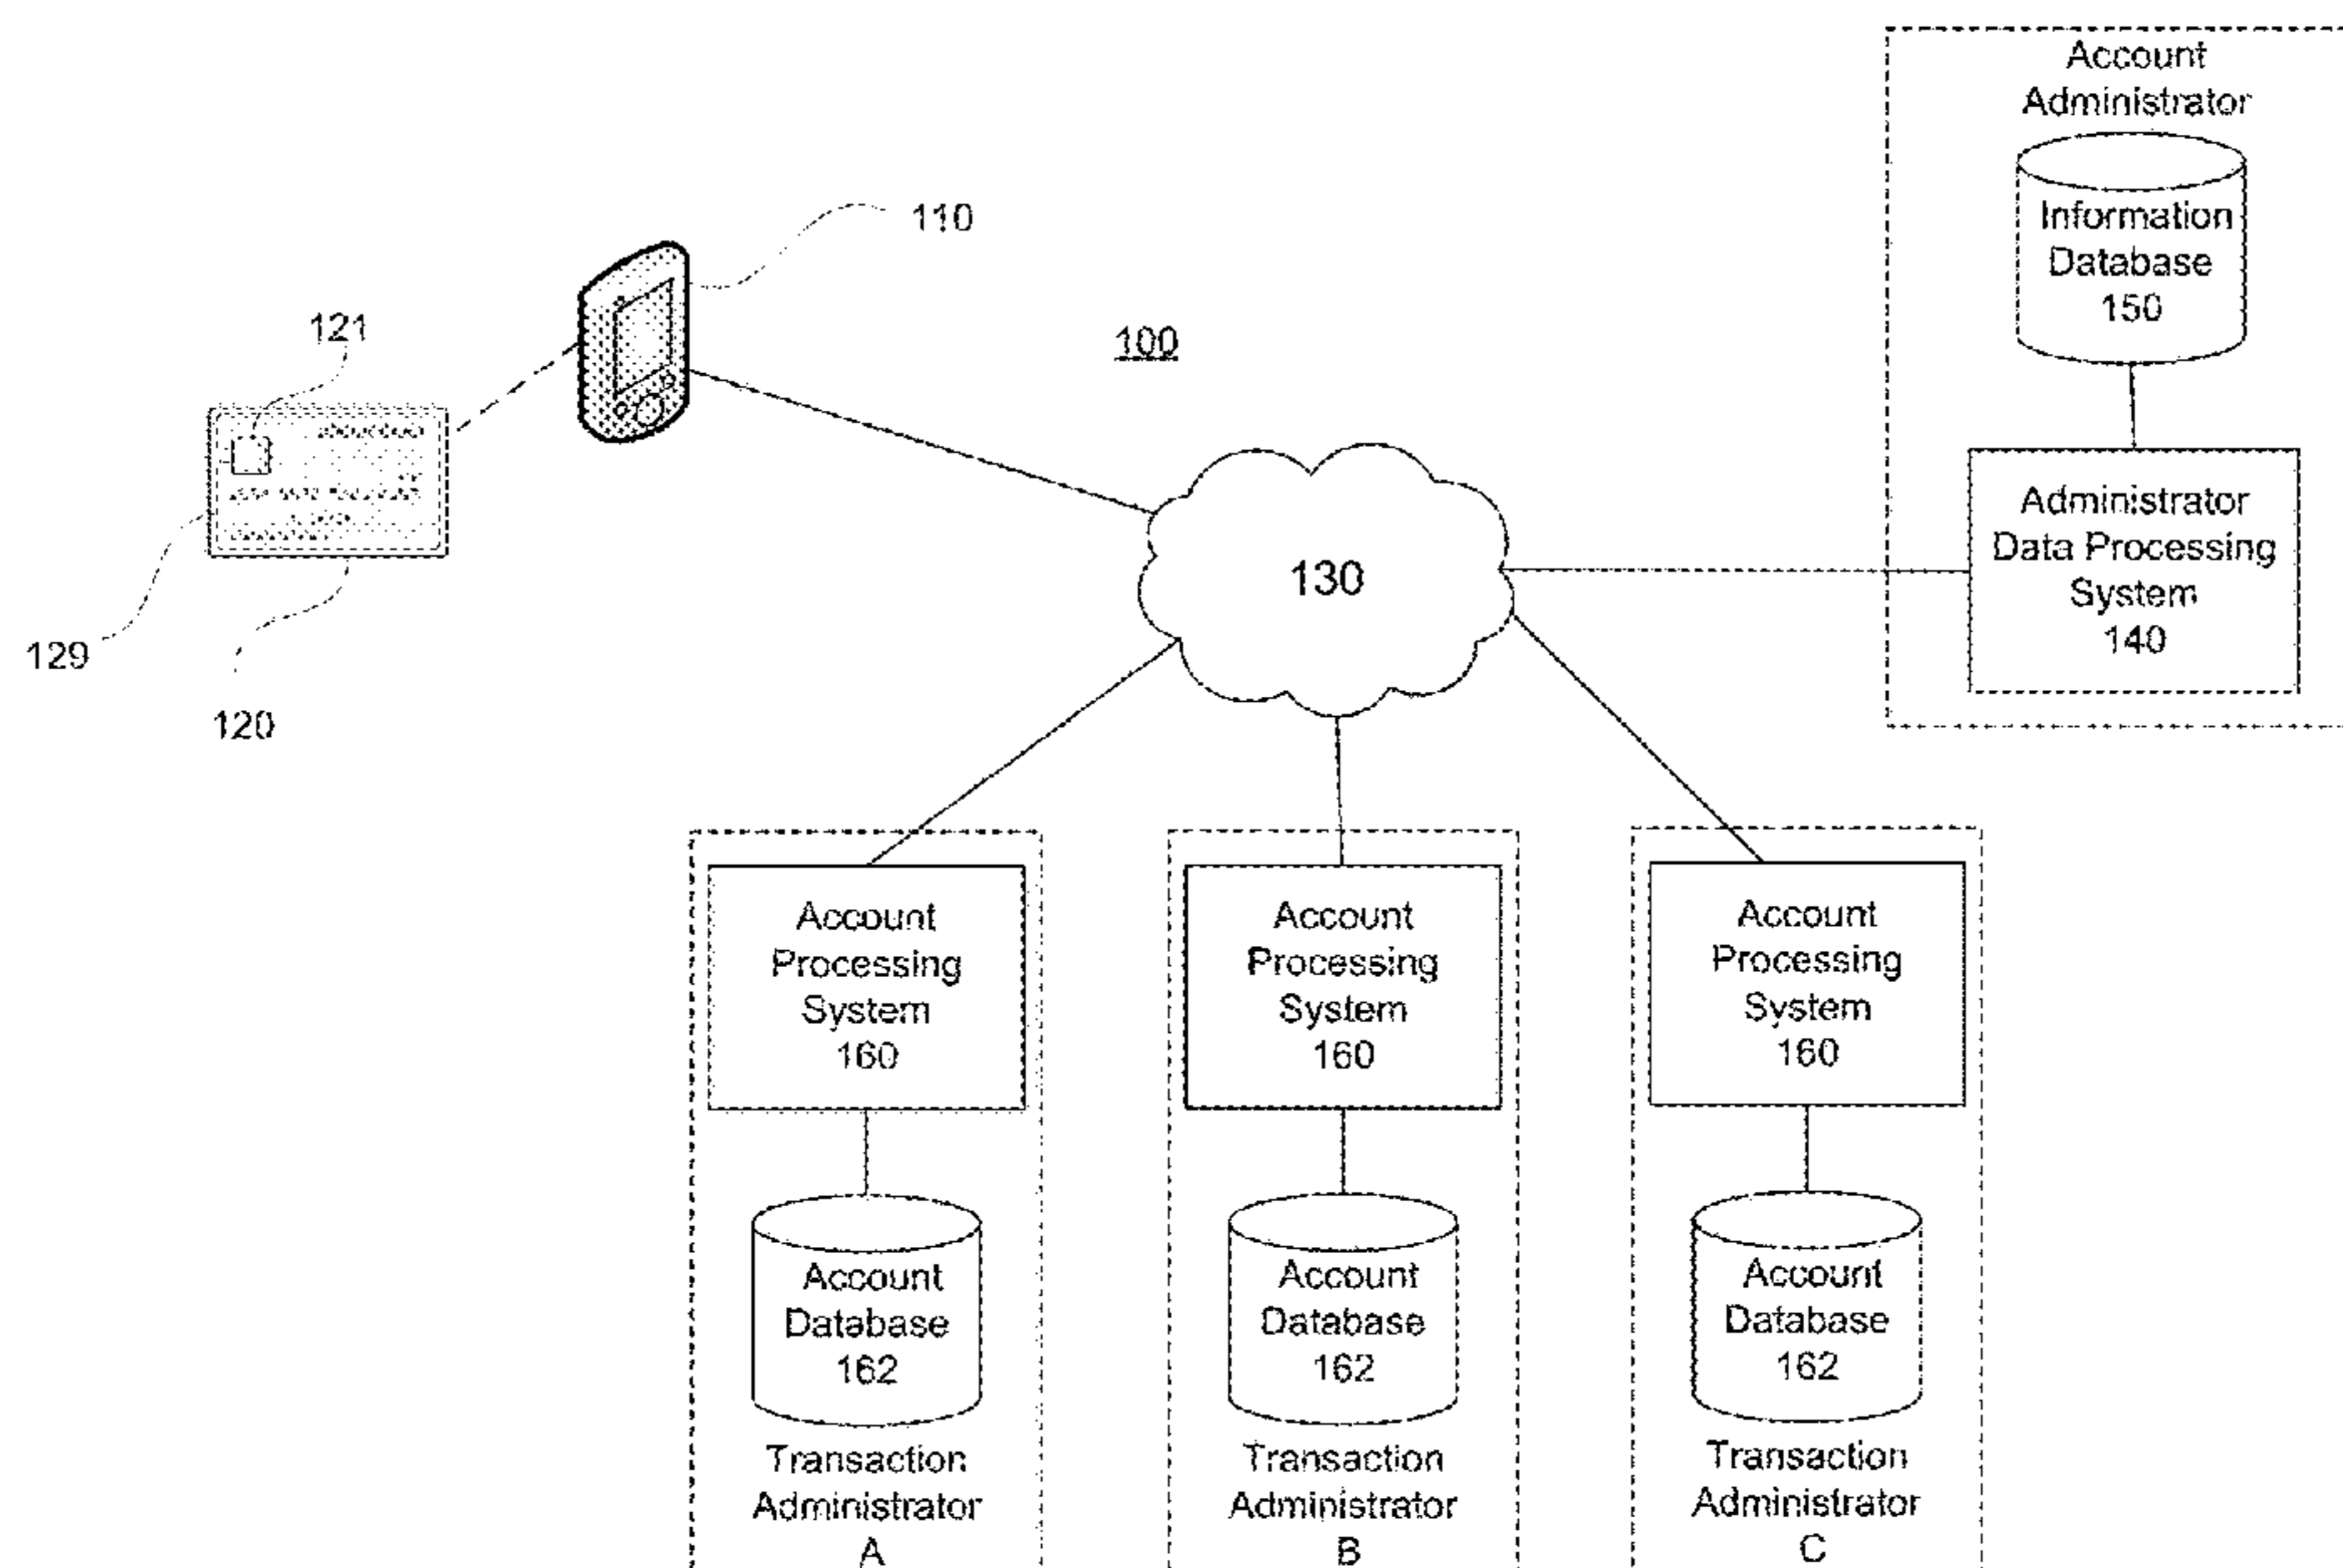 Account
Administrator
Information
Database
150
110
100
121
Administrator
Data Processing
System
140
130
129
120
Account
Processing
System
160
Account
Database
162
Transaction
Administrator
A
Account
Processing
System
160
Account
Database
162
Transaction
Administrator
B
Account
Processing
System
160
Account
Database
162
Transaction
Administrator
C